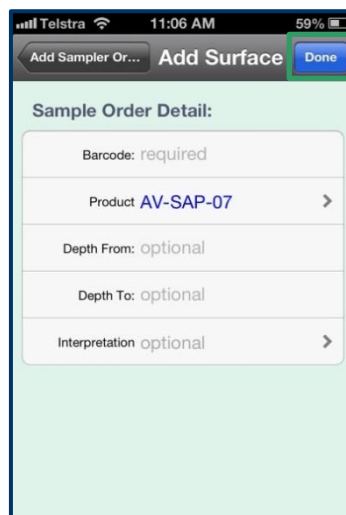 Telstra 11:06 AM 59%
Add Sampler Or... Add Surface Done
Sample Order Detail:
Barcode: required
Product AV-SAP-07
Depth From: optional
Depth To: optional
Interpretation optional